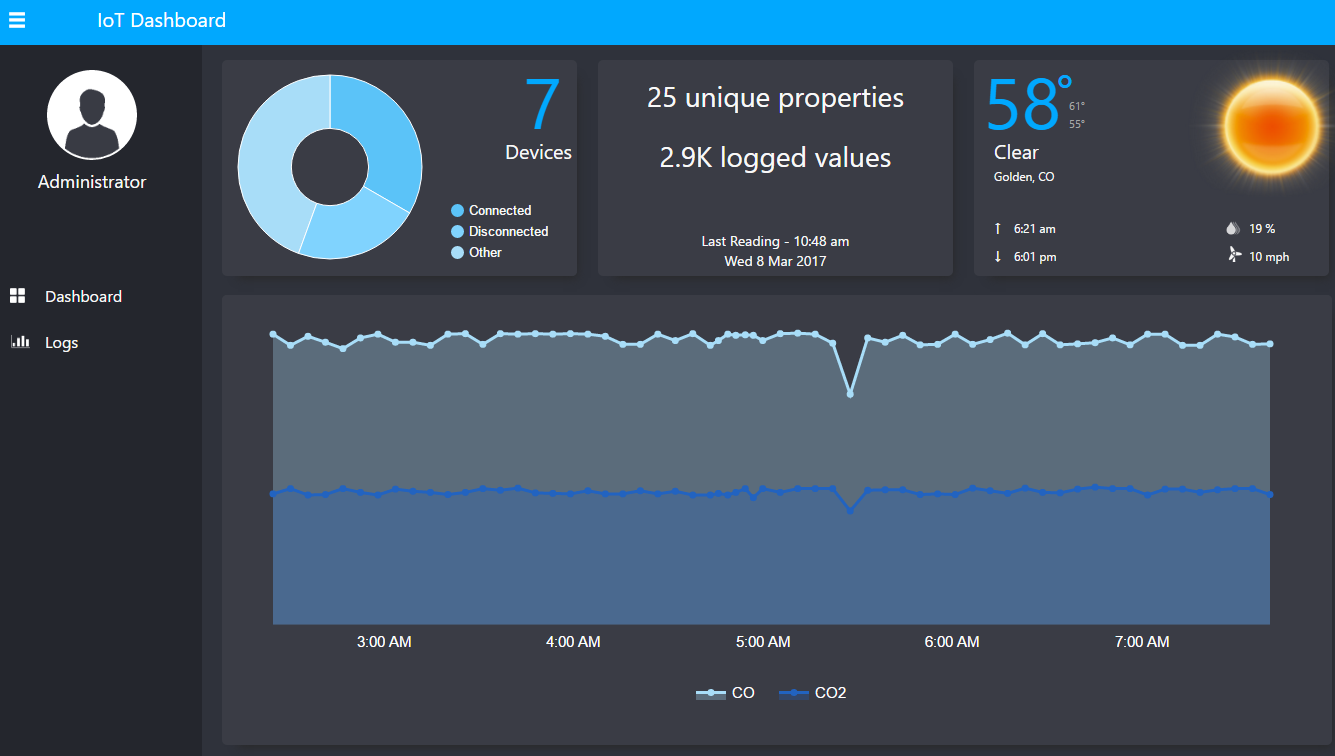 IoT Dashboard
Administrator
Dashboard
Logs
7
Devices
Connected
Disconnected
Other
25 unique properties
2.9K logged values
Last Reading - 10:48 am
Wed 8 Mar 2017
58°
61°
55°
Clear
Golden, CO
6:21 am
19 %
6:01 pm
10 mph
3:00 AM 4:00 AM 5:00 AM 6:00 AM 7:00 AM
CO CO2